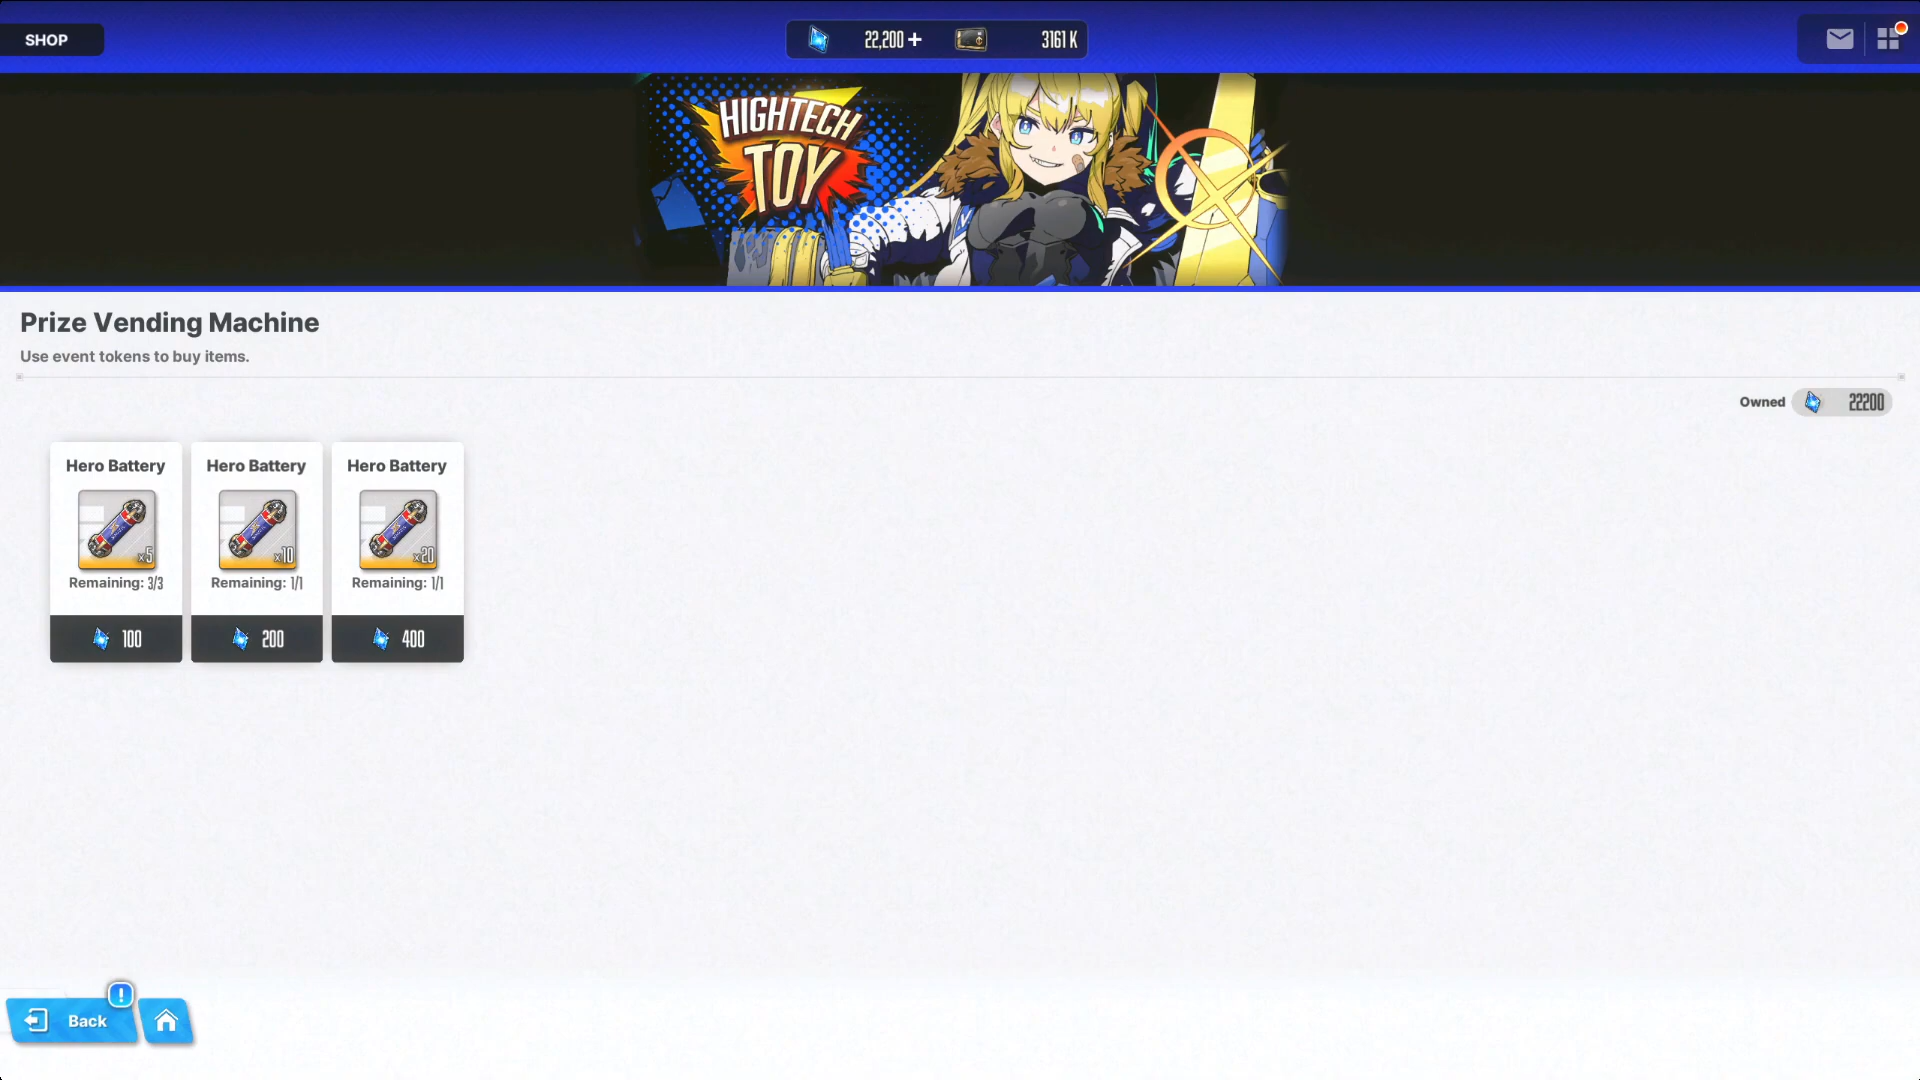 SHOP
22,200+
3161 K
HIGHTECH
TOY
Prize Vending Machine
Use event tokens to buy items.
Owned 22200
Hero Battery
x5
Remaining: 3/3
100
Hero Battery
x10
Remaining: 1/1
200
Hero Battery
x20
Remaining: 1/1
400
!
Back